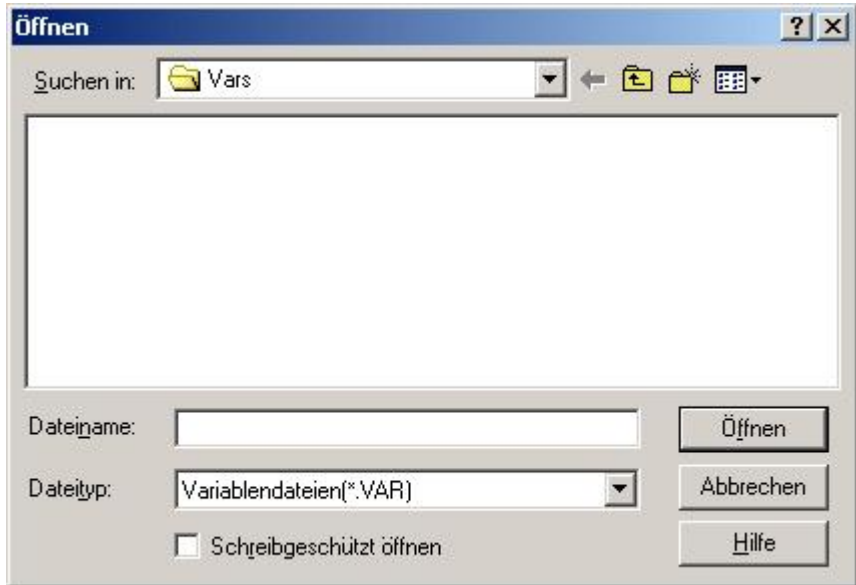 Öffnen
Suchen in: Vars
Dateiname: Öffnen
Dateityp: Variablendateien(*.VAR) Abbrechen
Schreibgeschützt öffnen Hilfe